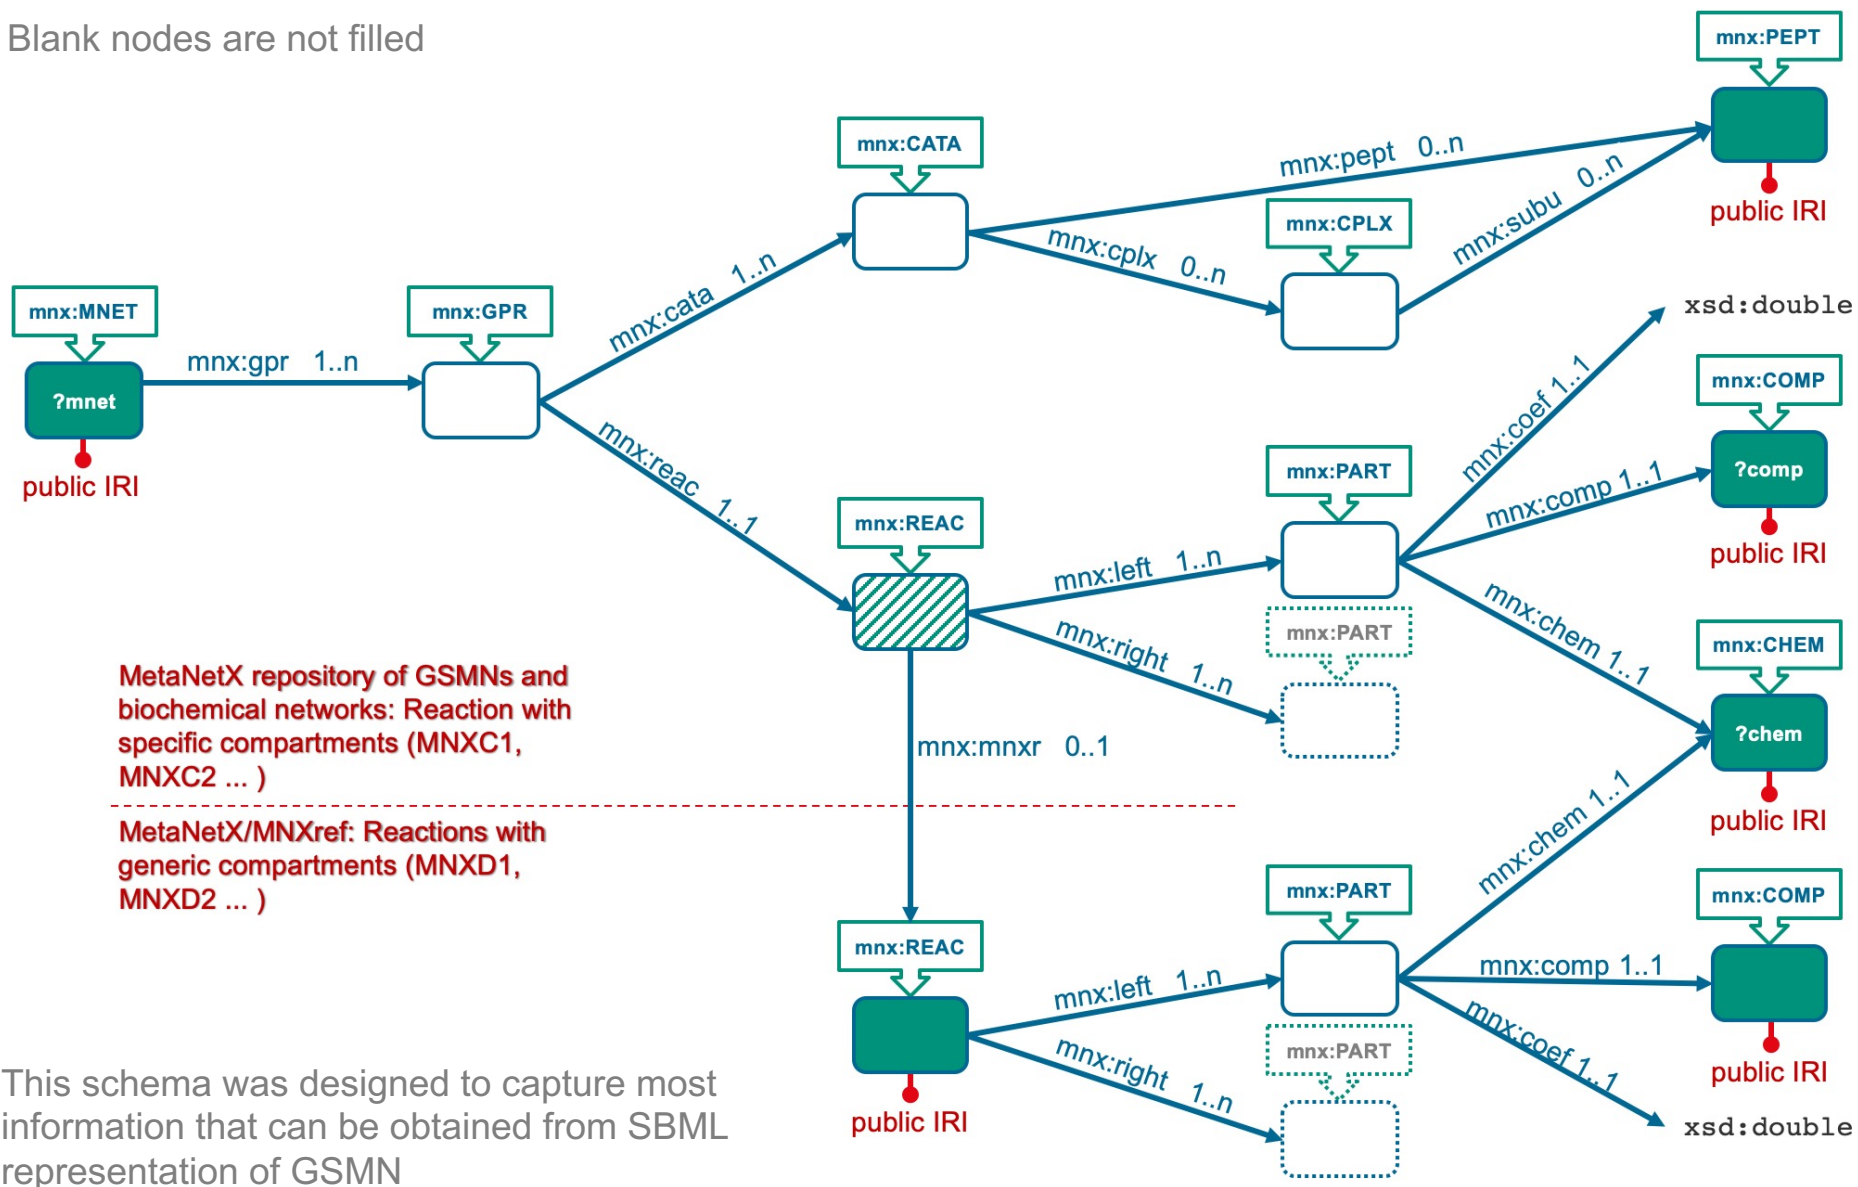 Blank nodes are not filled
mnx:PEPT
public IRI
mnx:CATA
mnx:pept 0..n
mnx:cplx 0..n
mnx:CPLX
mnx:subu 0..n
mnx:MNET
?mnet
public IRI
mnx:gpr 1..n
mnx:GPR
mnx:cata 1..n
mnx:reac 1..1
mnx:REAC
mnx:left 1..n
mnx:right 1..n
mnx:PART
mnx:PART
mnx:coef 1..1
xsd:double
mnx:comp 1..1
mnx:COMP
?comp
public IRI
mnx:chem 1..1
mnx:CHEM
?chem
public IRI
MetaNetX repository of GSMNs and
biochemical networks: Reaction with
specific compartments (MNXC1,
MNXC2 ... )
mnx:mnxr 0..1
MetaNetX/MNXref: Reactions with
generic compartments (MNXD1,
MNXD2 ... )
mnx:REAC
public IRI
mnx:left 1..n
mnx:right 1..n
mnx:PART
mnx:PART
mnx:chem 1..1
mnx:comp 1..1
mnx:COMP
public IRI
mnx:coef 1..1
xsd:double
This schema was designed to capture most
information that can be obtained from SBML
representation of GSMN